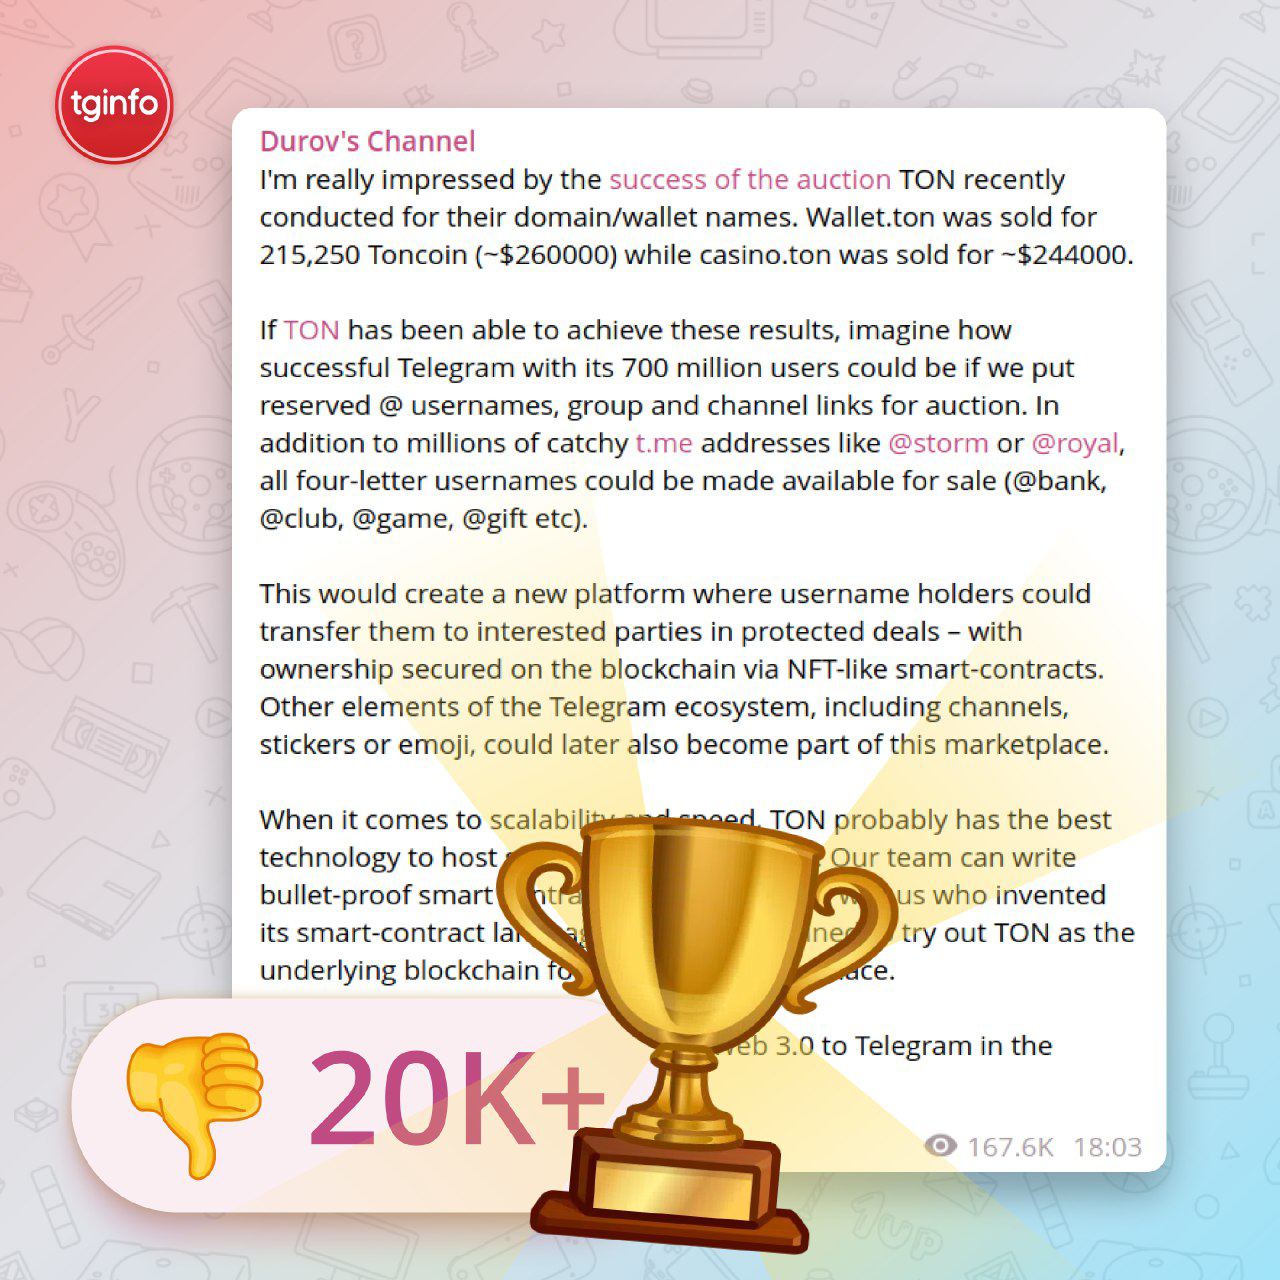 tginfo
Durov's Channel
I'm really impressed by the success of the auction TON recently
conducted for their domain/wallet names. Wallet.ton was sold for
215,250 Toncoin (~$260000) while casino.ton was sold for ~$244000.
If TON has been able to achieve these results, imagine how
successful Telegram with its 700 million users could be if we put
reserved @ usernames, group and channel links for auction. In
addition to millions of catchy t.me addresses like @storm or @royal,
all four-letter usernames could be made available for sale (@bank,
@club, @game, @gift etc).
This would create a new platform where username holders could
transfer them to interested parties in protected deals – with
ownership secured on the blockchain via NFT-like smart-contracts.
Other elements of the Telegram ecosystem, including channels,
stickers or emoji, could later also become part of this marketplace.
When it comes to scalability and speed, TON probably has the best
technology to host Our team can write
bullet-proof smart us who invented
its smart-contract try out TON as the
underlying blockchain
Web 3.0 to Telegram in the
167.6K 18:03
20K+